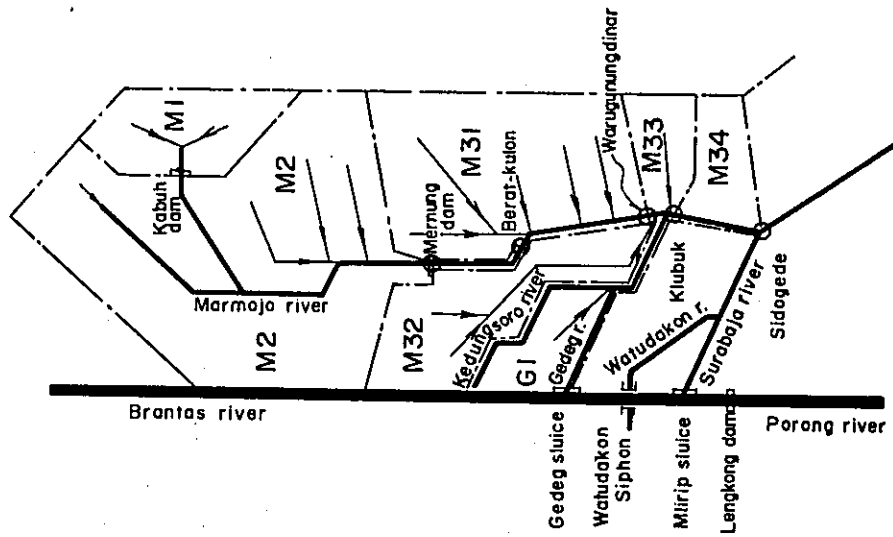 M1
Kabuh
dam
M2
Marmoja river
M2
Mernung
dam
M31
Berat-kulon
Warugunungdinar
M33
M34
M32
Kedungsoro river
G1
Gedeg r.
Klubuk
Watudakon r.
Surabaja river
Sidogede
Brantas river
Porong river
Gedeg sluice
Watudakon
Siphon
Mlirip sluice
Lengkong dam